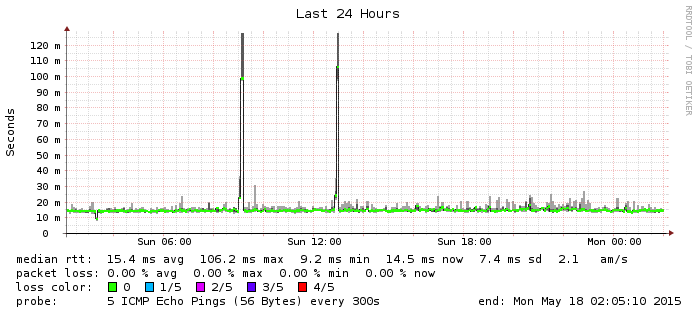 Last 24 Hours
RRDTOOL / TOBI OETIKER
Seconds
120 m
110 m
100 m
90 m
80 m
70 m
60 m
50 m
40 m
30 m
20 m
10 m
0
Sun 06:00 Sun 12:00 Sun 18:00 Mon 00:00
median rtt: 15.4 ms avg 106.2 ms max 9.2 ms min 14.5 ms now 7.4 ms sd 2.1 am/s
packet loss: 0.00 % avg 0.00 % max 0.00 % min 0.00 % now
loss color: 0 1/5 2/5 3/5 4/5
probe: 5 ICMP Echo Pings (56 Bytes) every 300s end: Mon May 18 02:05:10 2015